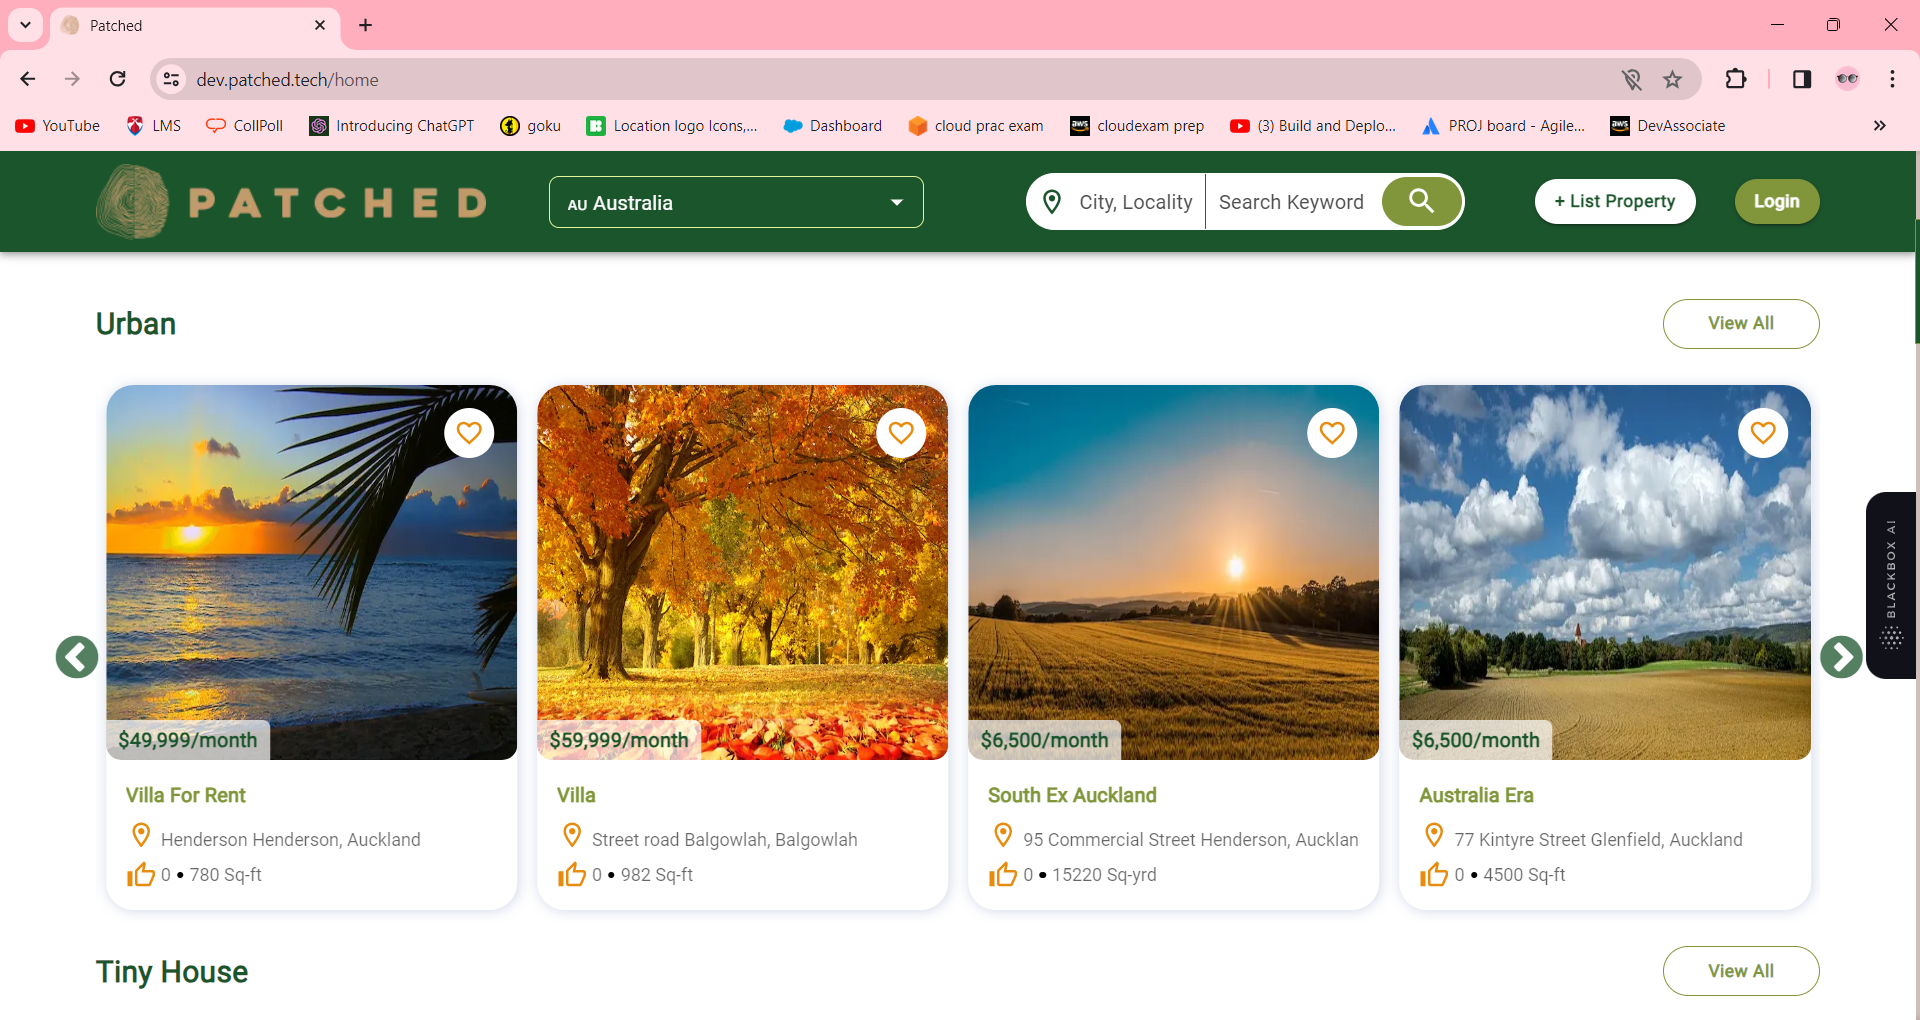 Patched
dev.patched.tech/home
YouTube LMS CollPoll Introducing ChatGPT goku Location logo Icons,... Dashboard cloud prac exam cloudexam prep (3) Build and Deplo... PROJ board - Agile... DevAssociate
PATCHED
AU Australia
City, Locality Search Keyword
+ List Property
Login
Urban View All
$49,999/month
Villa For Rent
Henderson Henderson, Auckland
0 • 780 Sq-ft
$59,999/month
Villa
Street road Balgowlah, Balgowlah
0 • 982 Sq-ft
$6,500/month
South Ex Auckland
95 Commercial Street Henderson, Aucklan
0 • 15220 Sq-yrd
$6,500/month
Australia Era
77 Kintyre Street Glenfield, Auckland
0 • 4500 Sq-ft
BLACKBOX AI
Tiny House View All